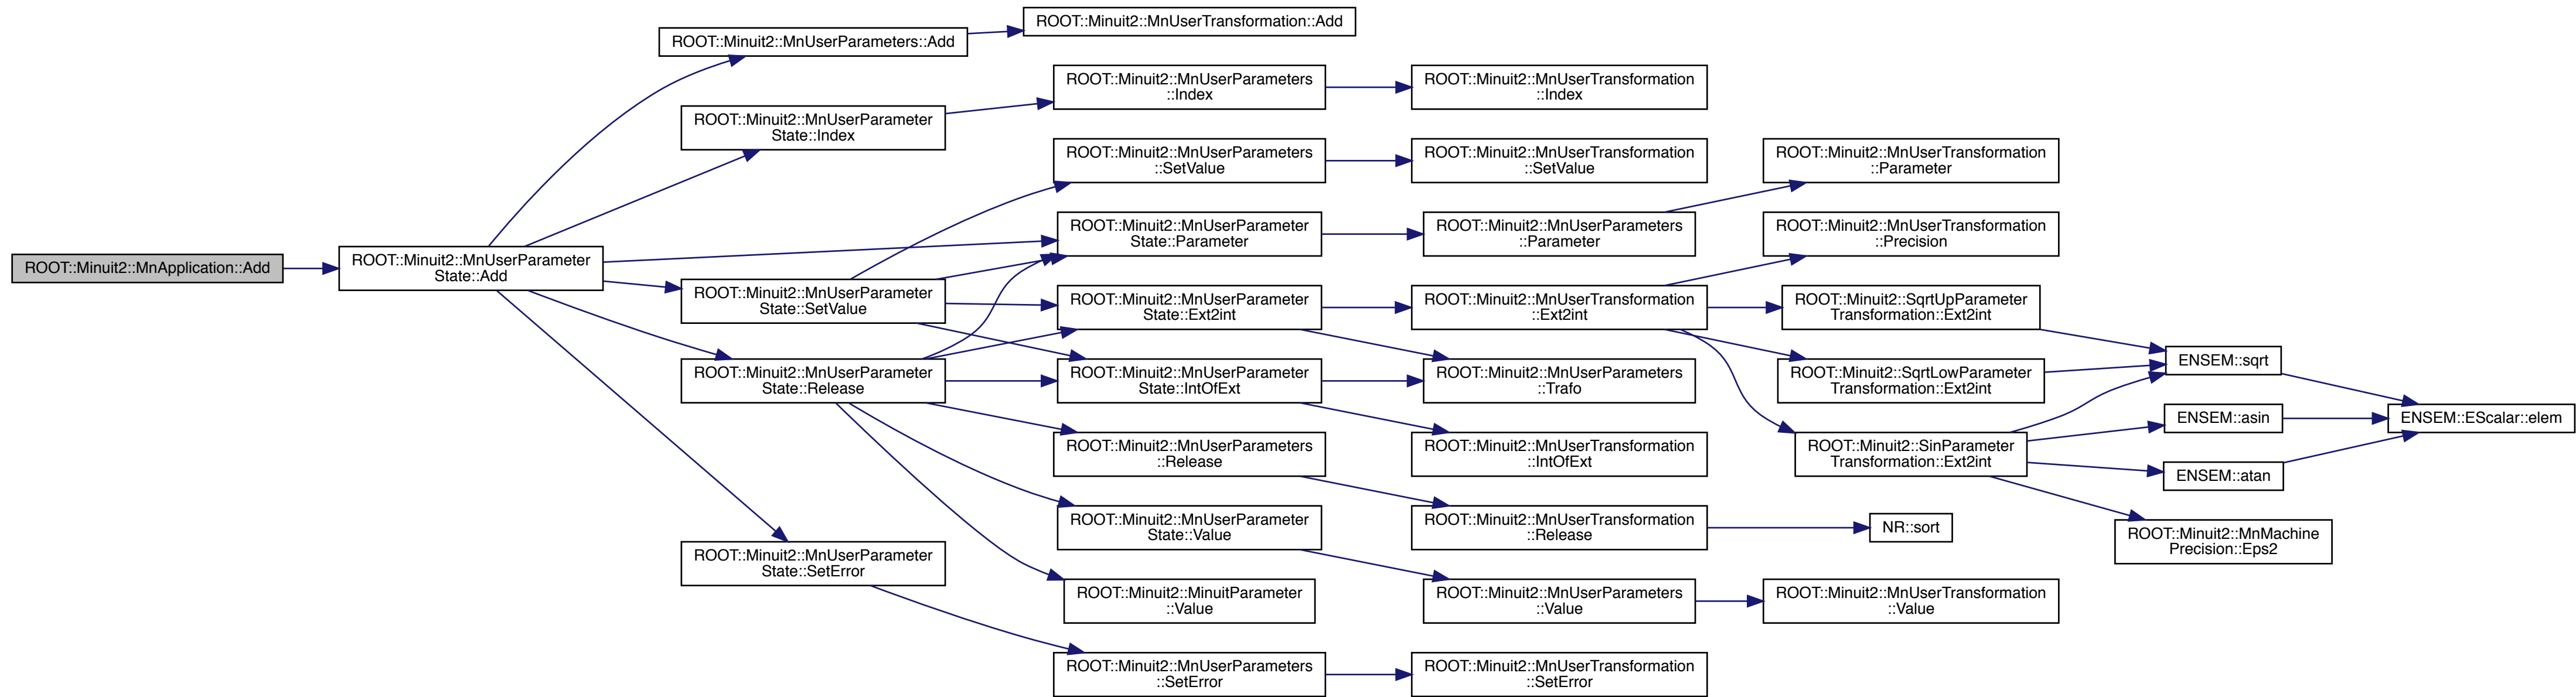 ROOT::Minuit2::MnApplication::Add
ROOT::Minuit2::MnUserParameter
State::Add
ROOT::Minuit2::MnUserParameters::Add
ROOT::Minuit2::MnUserParameter
State::Index
ROOT::Minuit2::MnUserParameter
State::SetValue
ROOT::Minuit2::MnUserParameter
State::Release
ROOT::Minuit2::MnUserParameter
State::SetError
ROOT::Minuit2::MnUserTransformation::Add
ROOT::Minuit2::MnUserParameters
::Index
ROOT::Minuit2::MnUserParameters
::SetValue
ROOT::Minuit2::MnUserParameter
State::Parameter
ROOT::Minuit2::MnUserParameter
State::Ext2int
ROOT::Minuit2::MnUserParameter
State::IntOfExt
ROOT::Minuit2::MnUserParameters
::Release
ROOT::Minuit2::MnUserParameter
State::Value
ROOT::Minuit2::MinuitParameter
::Value
ROOT::Minuit2::MnUserParameters
::SetError
ROOT::Minuit2::MnUserTransformation
::Index
ROOT::Minuit2::MnUserTransformation
::SetValue
ROOT::Minuit2::MnUserParameters
::Parameter
ROOT::Minuit2::MnUserTransformation
::Ext2int
ROOT::Minuit2::MnUserParameters
::Trafo
ROOT::Minuit2::MnUserTransformation
::IntOfExt
ROOT::Minuit2::MnUserTransformation
::Release
ROOT::Minuit2::MnUserParameters
::Value
ROOT::Minuit2::MnUserTransformation
::SetError
ROOT::Minuit2::MnUserTransformation
::Parameter
ROOT::Minuit2::MnUserTransformation
::Precision
ROOT::Minuit2::SqrtUpParameter
Transformation::Ext2int
ROOT::Minuit2::SqrtLowParameter
Transformation::Ext2int
ROOT::Minuit2::SinParameter
Transformation::Ext2int
NR::sort
ROOT::Minuit2::MnUserTransformation
::Value
ENSEM::sqrt
ENSEM::asin
ENSEM::atan
ROOT::Minuit2::MnMachine
Precision::Eps2
ENSEM::EScalar::elem